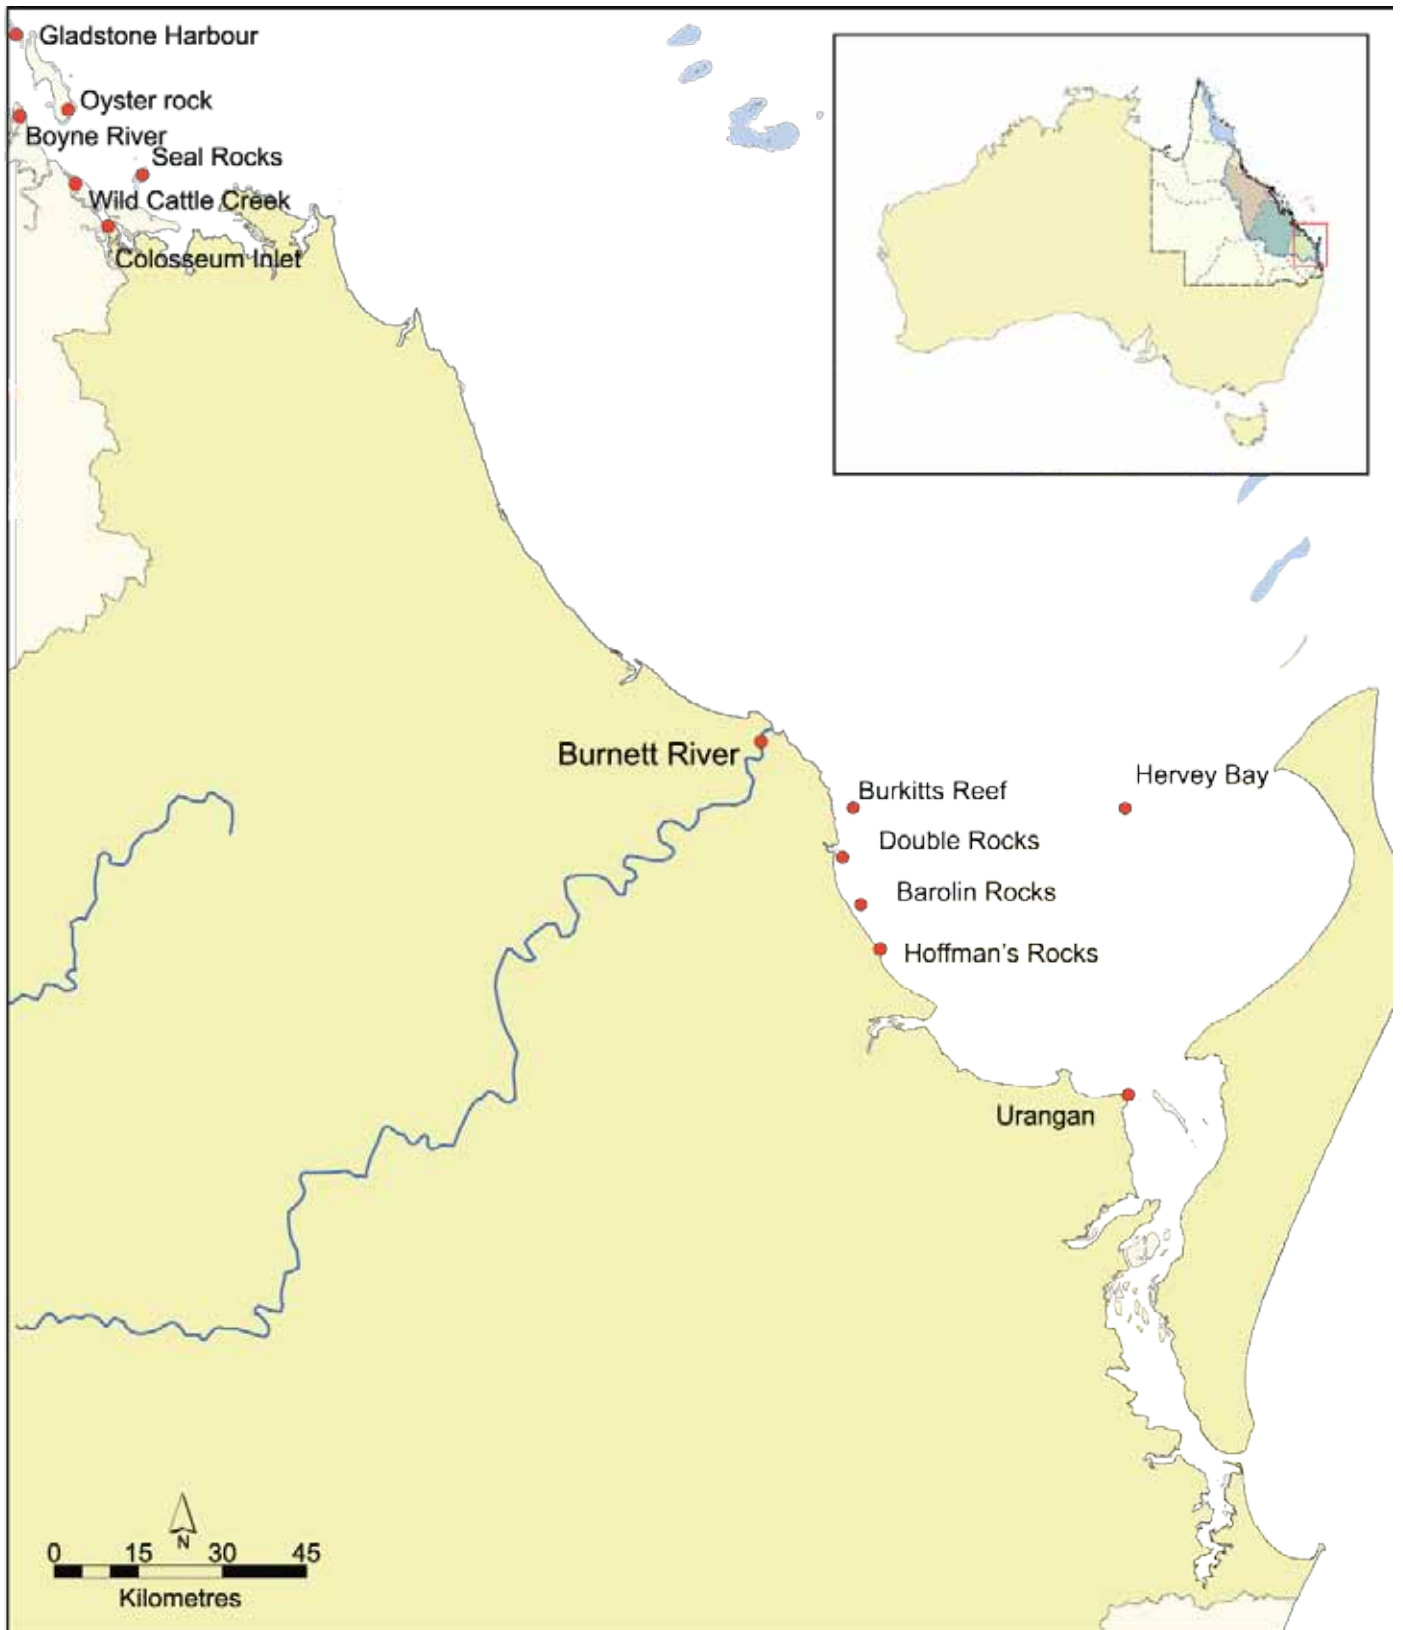 Gladstone Harbour
Oyster rock
Boyne River
Seal Rocks
Wild Cattle Creek
Colosseum Inlet
Burnett River
Hervey Bay
Burkitts Reef
Double Rocks
Barolin Rocks
Hoffman's Rocks
Urangan
N
0 15 30 45
Kilometres